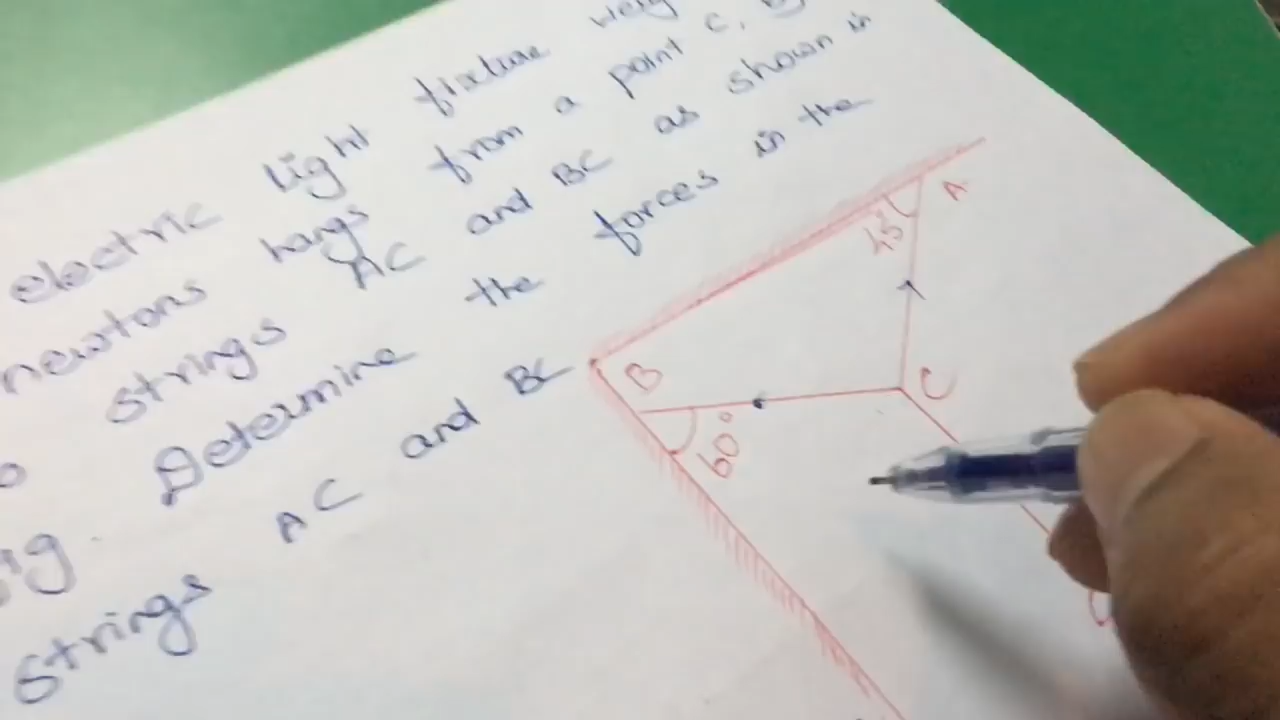 electric light fixture
newtons hangs from a point C, by
strings AC and BC as shown in
Determine the forces in the
strings AC and BC
A
45°
B
60°
C